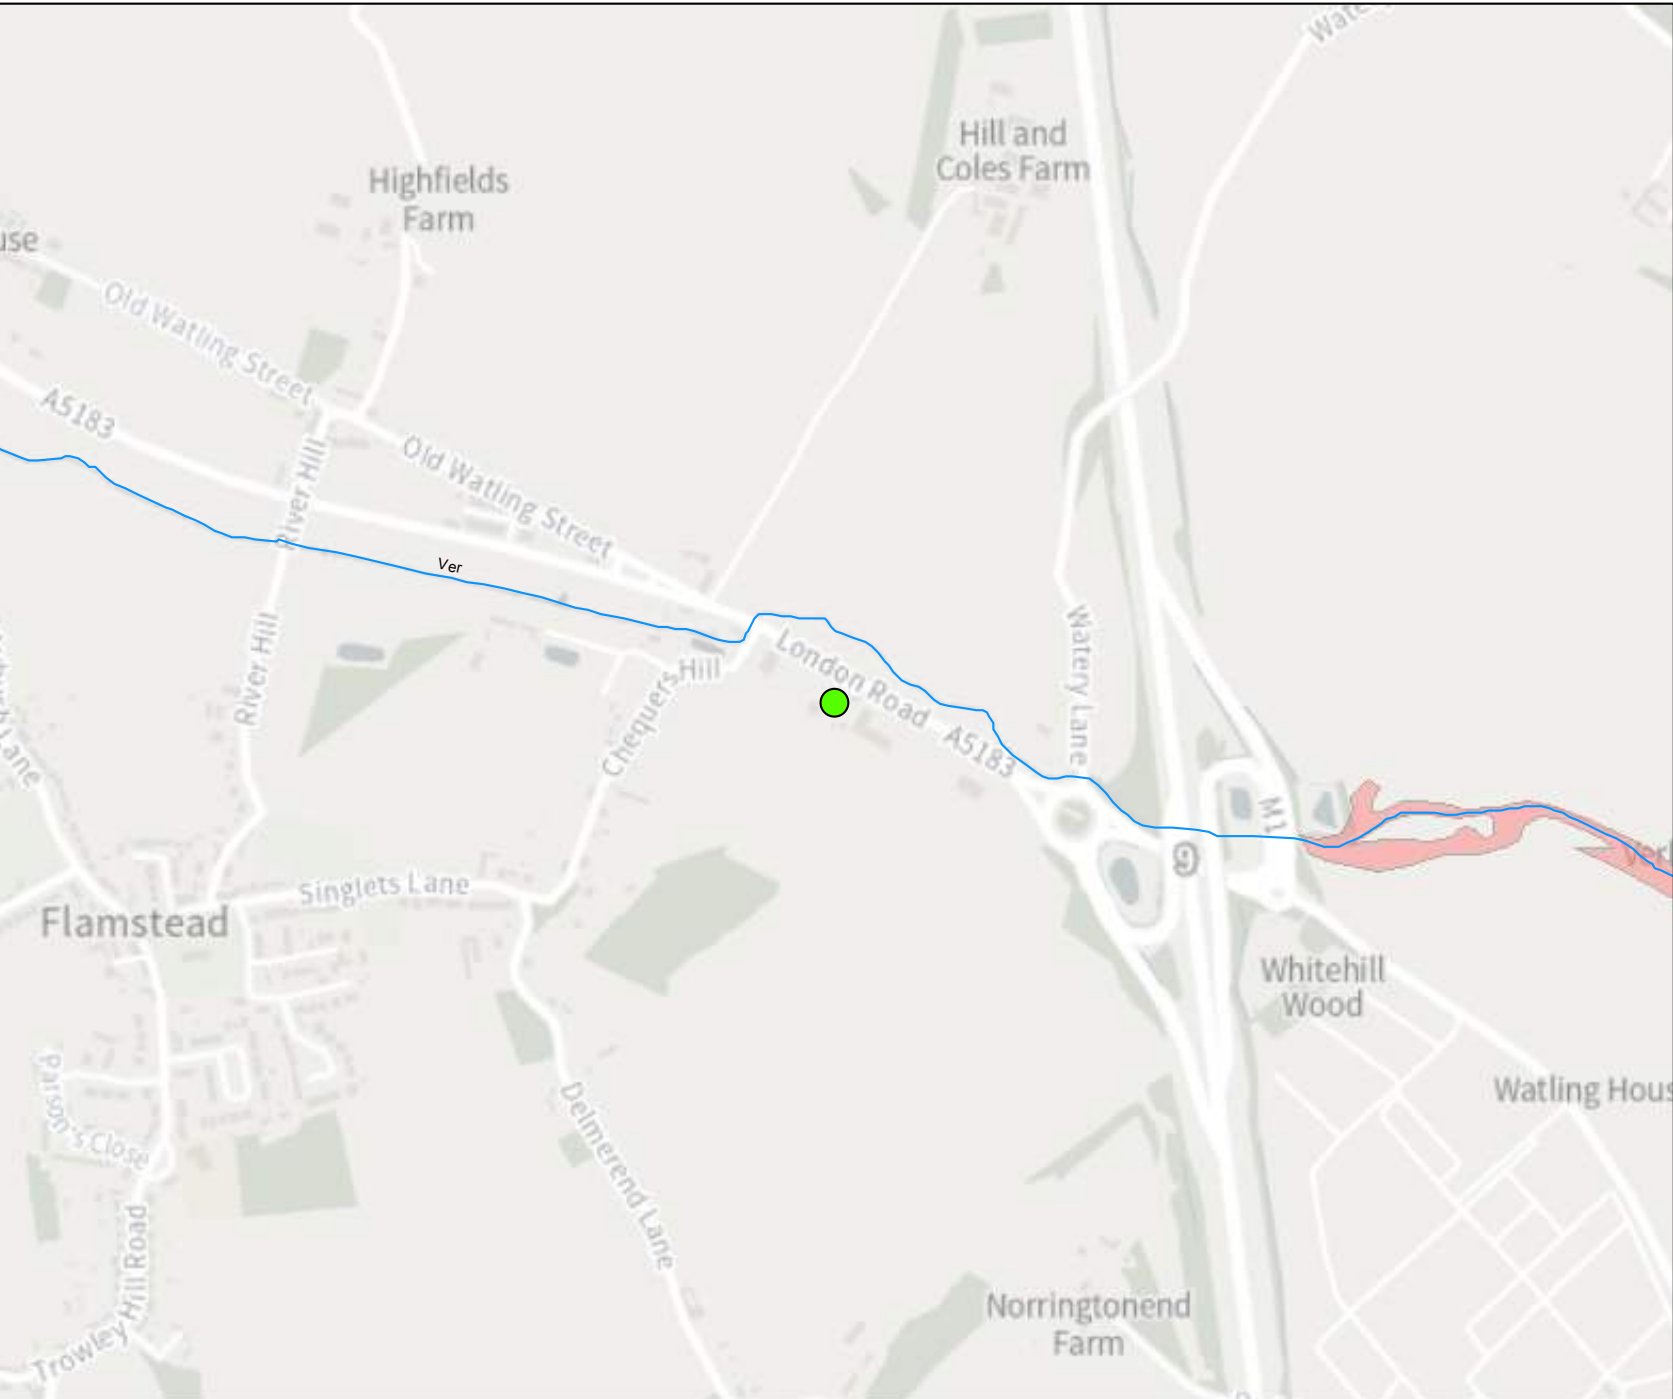 Highfields
Farm
Hill and
Coles Farm
Old Watling Street
A5183
River Hill
Old Watling Street
Ver
River Hill
Chequers Hill
London Road - A5183
Watery Lane
M1
9
Singlets Lane
Flamstead
Whitehill
Wood
Watling Hous
Parson's Close
Delmerend Lane
Trowley Hill Road
Norringtonend
Farm
Lane
use